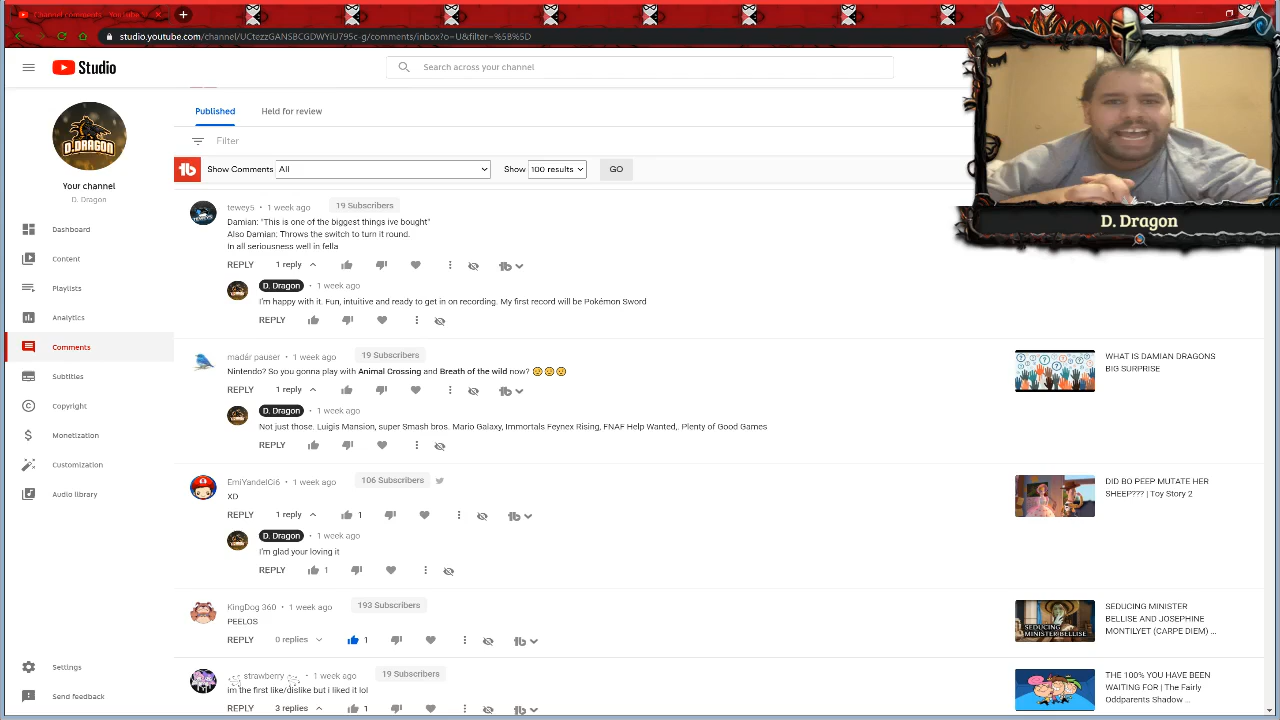 Channel comments - YouTube
studio.youtube.com/channel/UCtezzGANSBCGDWYiU795c-g/comments/inbox?o=U&filter=%5B%5D
Studio
Search across your channel
D.DRAGON
Your channel
D. Dragon
Dashboard
Content
Playlists
Analytics
Comments
Subtitles
Copyright
Monetization
Customization
Audio library
Settings
Send feedback
Published
Held for review
Filter
Show Comments All
Show 100 results
GO
D. Dragon
tewey5 • 1 week ago 19 Subscribers
Damian: "This is one of the biggest things ive bought"
Also Damian: Throws the switch to turn it round.
In all seriousness well in fella
REPLY 1 reply
D. Dragon • 1 week ago
I'm happy with it. Fun, intuitive and ready to get in on recording. My first record will be Pokémon Sword
REPLY
madár pauser • 1 week ago 19 Subscribers
Nintendo? So you gonna play with Animal Crossing and Breath of the wild now?
REPLY 1 reply
D. Dragon • 1 week ago
Not just those. Luigis Mansion, super Smash bros. Mario Galaxy, Immortals Feynex Rising, FNAF Help Wanted,. Plenty of Good Games
REPLY
WHAT IS DAMIAN DRAGONS
BIG SURPRISE
EmiYandelCi6 • 1 week ago 106 Subscribers
XD
REPLY 1 reply 1
D. Dragon • 1 week ago
I'm glad your loving it
REPLY 1
DID BO PEEP MUTATE HER
SHEEP??? | Toy Story 2
KingDog 360 • 1 week ago 193 Subscribers
PEELOS
REPLY 0 replies 1
SEDUCING
MINISTER BELLISE
SEDUCING MINISTER
BELLISE AND JOSEPHINE
MONTILYET (CARPE DIEM) ...
strawberry • 1 week ago 19 Subscribers
im the first like/dislike but i liked it lol
REPLY 3 replies 1
THE 100% YOU HAVE BEEN
WAITING FOR | The Fairly
Oddparents Shadow ...